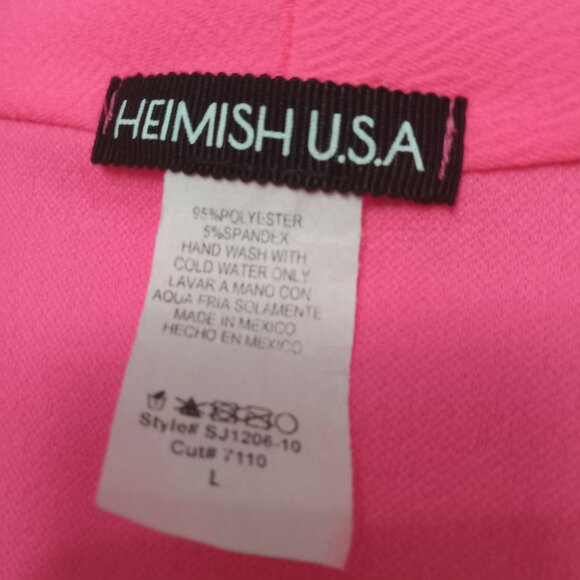 HEIMISH U.S.A
95%POLYESTER
5%SPANDEX
HAND WASH WITH
COLD WATER ONLY
LAVAR A MANO CON
AQUA FRIA SOLAMENTE
MADE IN MEXICO
HECHO EN MEXICO
Style# SJ1206-10
Cut# 7110
L